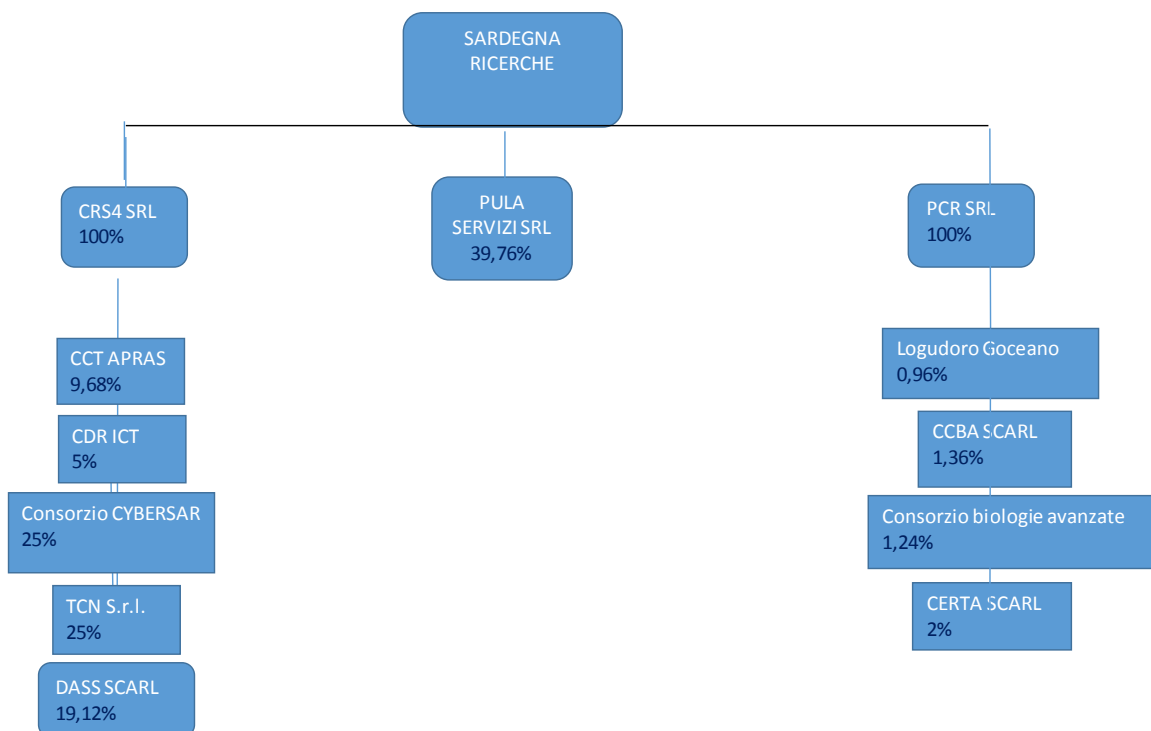 SARDEGNA
RICERCHE
CRS4 SRL
100%
PULA
SERVIZI SRL
39,76%
PCR SRL
100%
CCT APRAS
9,68%
CDR ICT
5%
Consorzio CYBERSAR
25%
TCN S.r.l.
25%
DASS SCARL
19,12%
Logudoro Goceano
0,96%
CCBA SCARL
1,36%
Consorzio biologie avanzate
1,24%
CERTA SCARL
2%